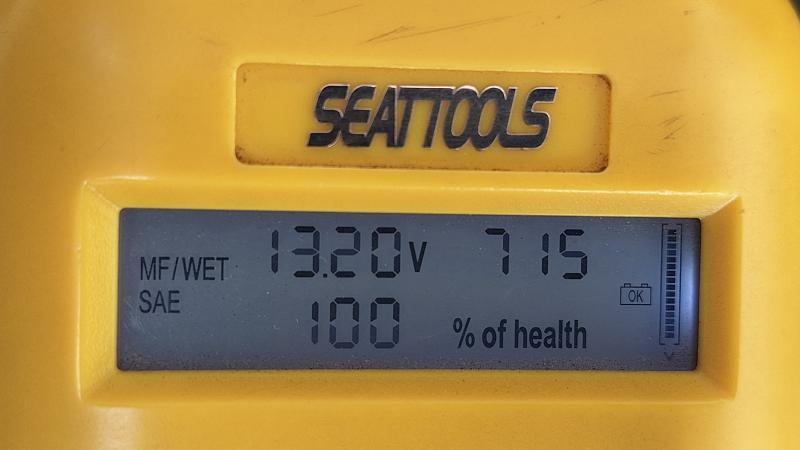 SEATTOOLS
MF/WET 13.20V 715
SAE OK
100 % of health